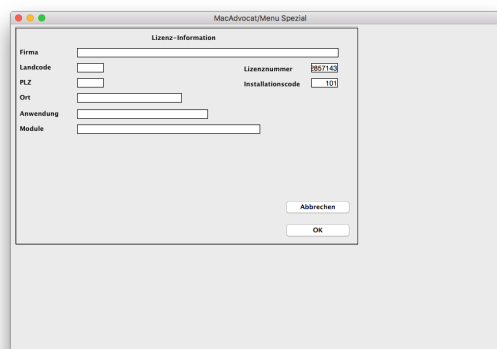 MacAdvocat/Menu Spezial
Lizenz-Information
Firma
Landcode
Lizenznummer 2857143
PLZ
Installationscode 101
Ort
Anwendung
Module
Abbrechen
OK